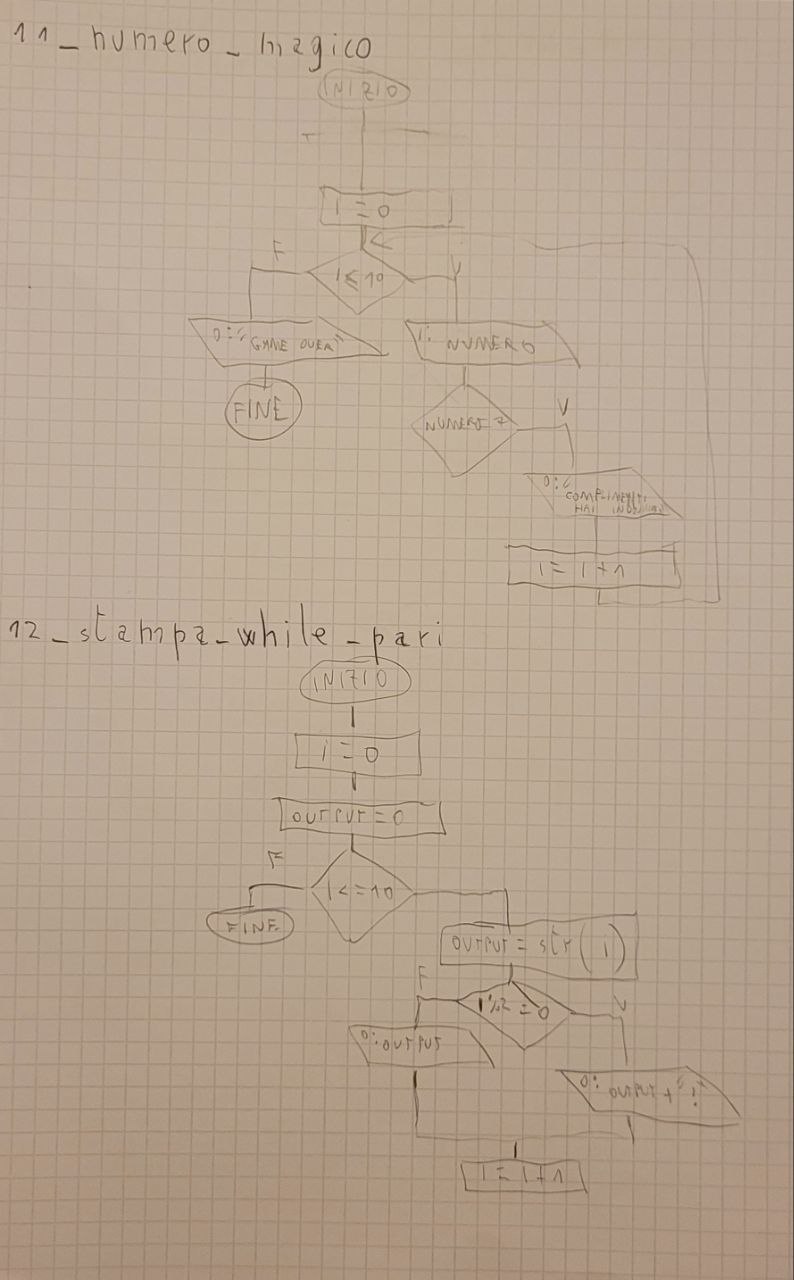 11_numero_magico
INIZIO
I = 0
F
V
I ≤ 10
O: "GAME OVER"
I: NUMERO
FINE
NUMERO 7
V
O: "
COMPLIMENTI
HAI
I = I + 1
12_stampa_while_pari
INIZIO
I = 0
OUTPUT = 0
F
I <= 10
FINE
OUTPUT = str(I)
F
I%2 = 0
V
O: OUTPUT
O: OUTPUT + "!"
I = I + 1